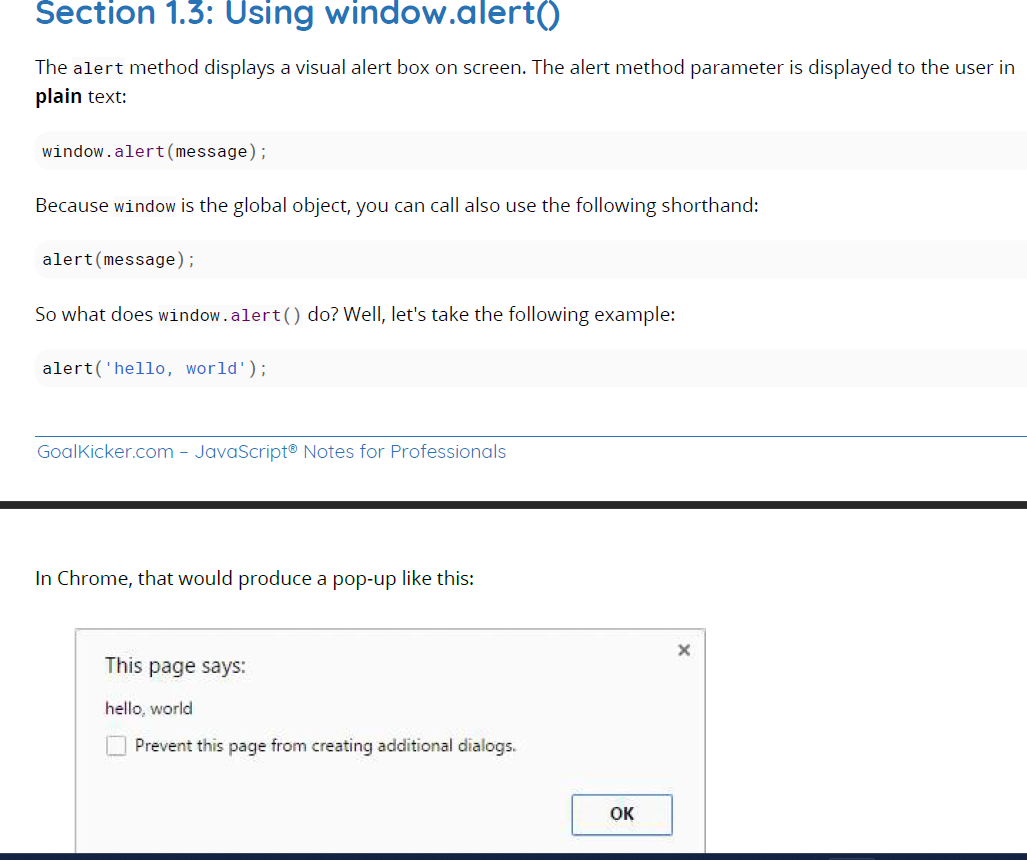 Section 1.3: Using window.alert()
The alert method displays a visual alert box on screen. The alert method parameter is displayed to the user in
plain text:
window.alert(message);
Because window is the global object, you can call also use the following shorthand:
alert(message);
So what does window.alert() do? Well, let's take the following example:
alert('hello, world');
GoalKicker.com – JavaScript® Notes for Professionals
In Chrome, that would produce a pop-up like this:
This page says:
hello, world
Prevent this page from creating additional dialogs.
OK